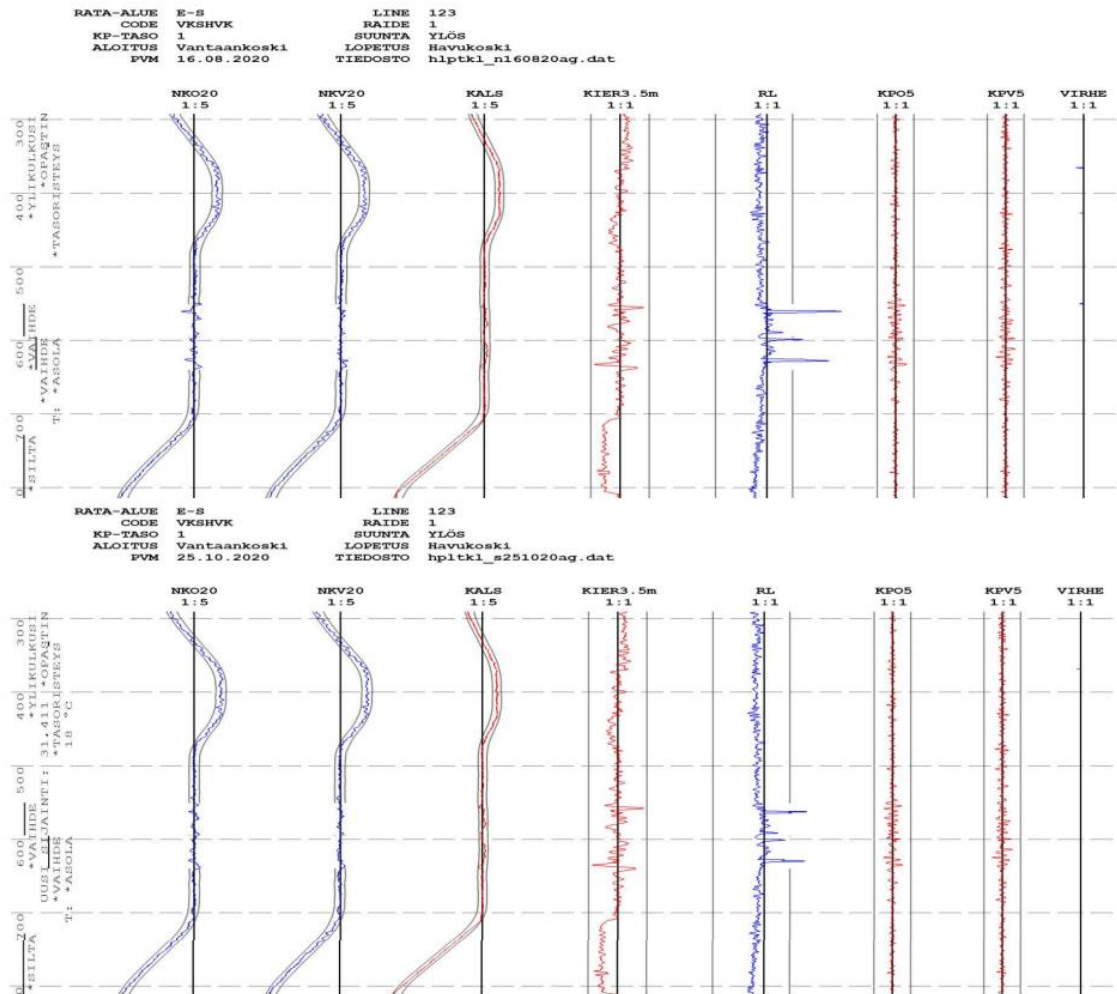 RATA-ALUE E-S LINE 123
CODE VKSHVK RAIDE 1
KP-TASO 1 SUUNTA YLÖS
ALOITUS Vantaankoski LOPETUS Havukoski
PVM 16.08.2020 TIEDOSTO hlptkl_n160820ag.dat
NKO20 NKV20 KALS KIER3.5m RL KPO5 KPV5 VIRHE
1:5 1:5 1:5 1:1 1:1 1:1 1:1 1:1
300
*YLIKULKUSI
*OPASTIN
400
*TASORISTEYS
500
*VAIHDE
600
*VAIHDE
T: *ASOLA
700
*SILTA
0
RATA-ALUE E-S LINE 123
CODE VKSHVK RAIDE 1
KP-TASO 1 SUUNTA YLÖS
ALOITUS Vantaankoski LOPETUS Havukoski
PVM 25.10.2020 TIEDOSTO hpltkl_s251020ag.dat
NKO20 NKV20 KALS KIER3.5m RL KPO5 KPV5 VIRHE
1:5 1:5 1:5 1:1 1:1 1:1 1:1 1:1
300
*YLIKULKUSI
*OPASTIN
400
*TASORISTEYS
18 °C
500
UUSI SIJAINTI: 31.411
*VAIHDE
600
*VAIHDE
T: *ASOLA
700
*SILTA
0